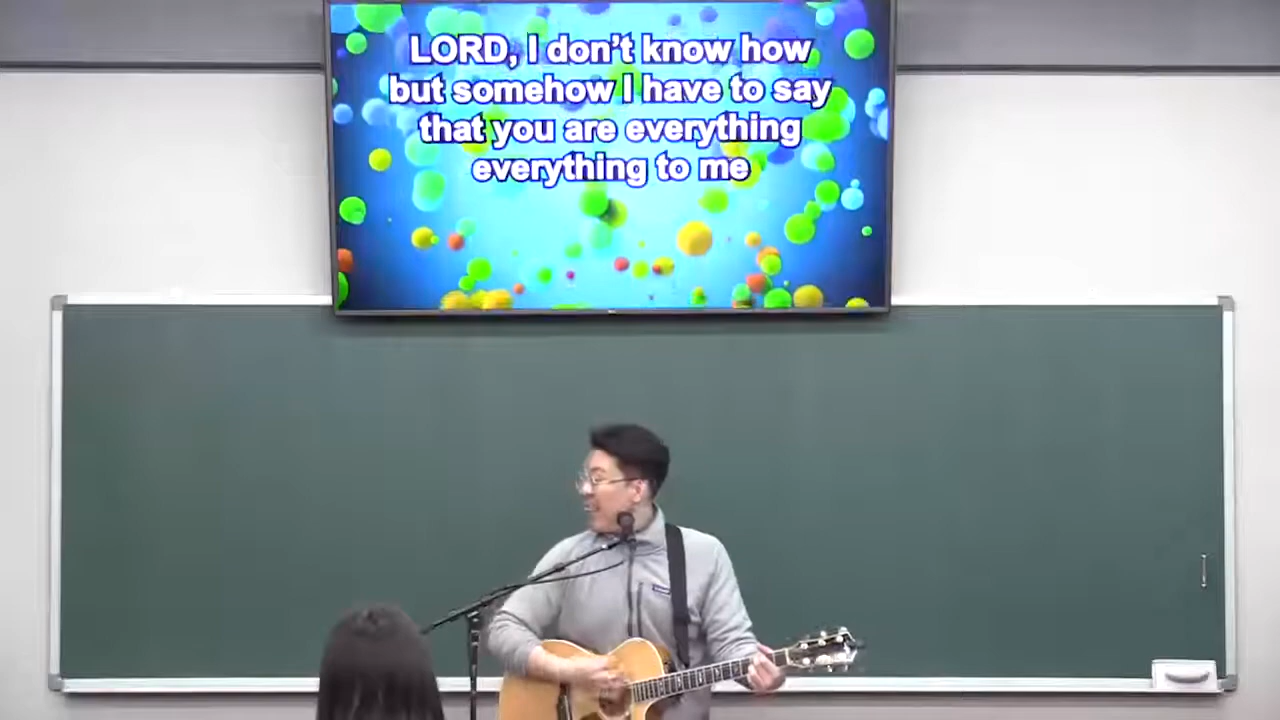 LORD, I don't know how
but somehow I have to say
that you are everything
everything to me